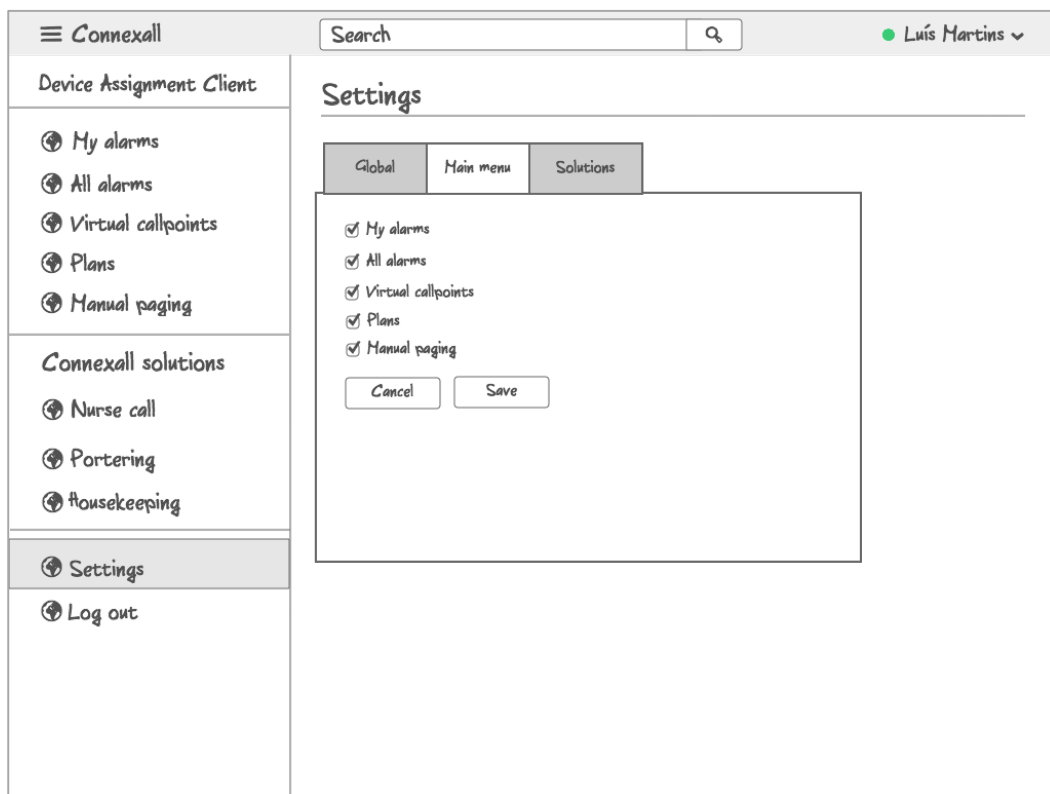 Connexall
Search
Luís Martins
Device Assignment Client
My alarms
All alarms
Virtual callpoints
Plans
Manual paging
Connexall solutions
Nurse call
Portering
Housekeeping
Settings
Log out
Settings
Global
Main menu
Solutions
My alarms
All alarms
Virtual callpoints
Plans
Manual paging
Cancel
Save